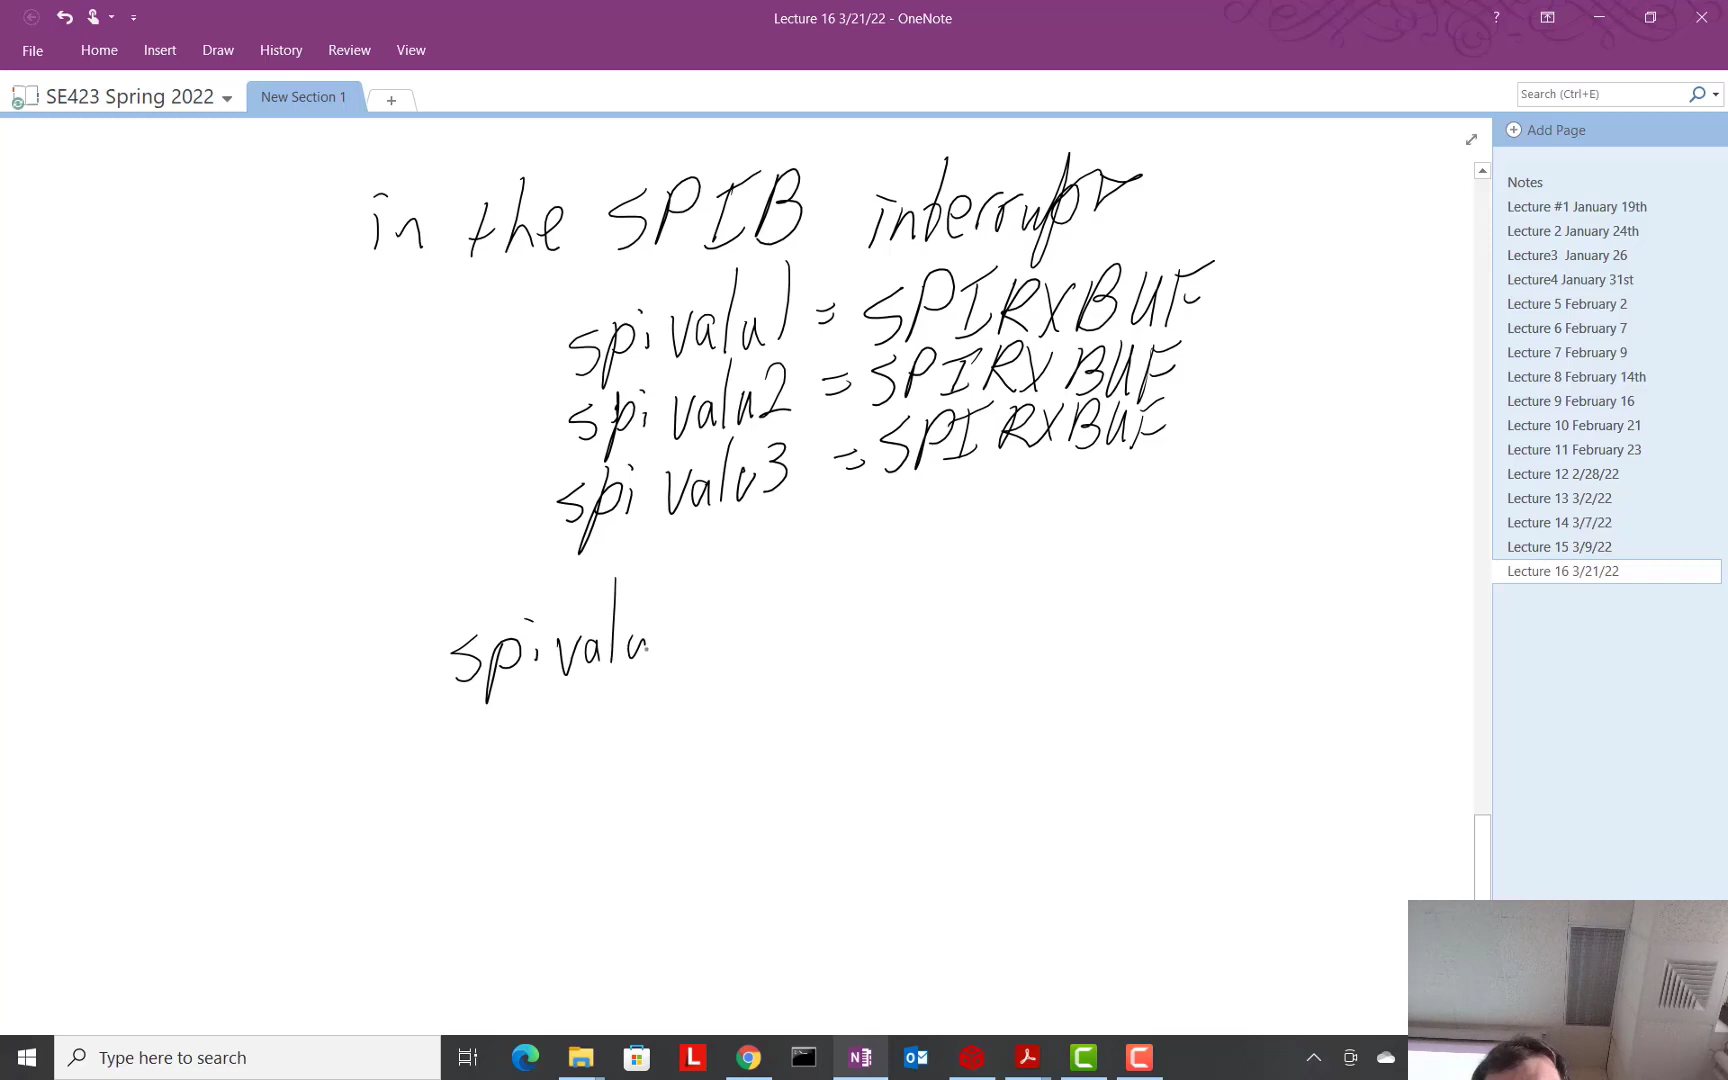 Lecture 16 3/21/22 - OneNote
?
File
Home
Insert
Draw
History
Review
View
SE423 Spring 2022
New Section 1
+
Search (Ctrl+E)
in the SPIB interrupt
spivalu1 = SPIRXBUF
spivalu2 = SPIRXBUF
spivalu3 = SPIRXBUF
spivalu
Add Page
Notes
Lecture #1 January 19th
Lecture 2 January 24th
Lecture3  January 26
Lecture4 January 31st
Lecture 5 February 2
Lecture 6 February 7
Lecture 7 February 9
Lecture 8 February 14th
Lecture 9 February 16
Lecture 10 February 21
Lecture 11 February 23
Lecture 12 2/28/22
Lecture 13 3/2/22
Lecture 14 3/7/22
Lecture 15 3/9/22
Lecture 16 3/21/22
Type here to search
L
N
C
C